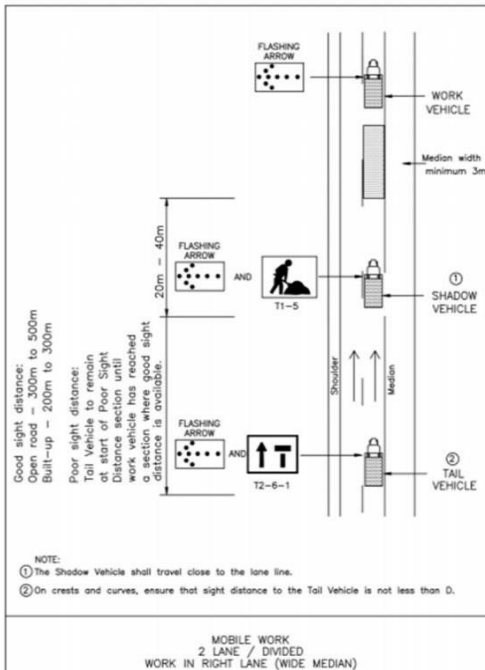 FLASHING
ARROW
WORK
VEHICLE
Median width
minimum 3m
20m - 40m
FLASHING
ARROW
AND
T1-5
①
SHADOW
VEHICLE
Good sight distance:
Open road - 300m to 500m
Built-up - 200m to 300m
Poor sight distance:
Tail Vehicle to remain
at start of Poor Sight
Distance section until
work vehicle has reached
a section where good sight
distance is available.
Shoulder
Median
FLASHING
ARROW
AND
T2-6-1
②
TAIL
VEHICLE
NOTE:
① The Shadow Vehicle shall travel close to the lane line.
② On crests and curves, ensure that sight distance to the Tail Vehicle is not less than D.
MOBILE WORK
2 LANE / DIVIDED
WORK IN RIGHT LANE (WIDE MEDIAN)